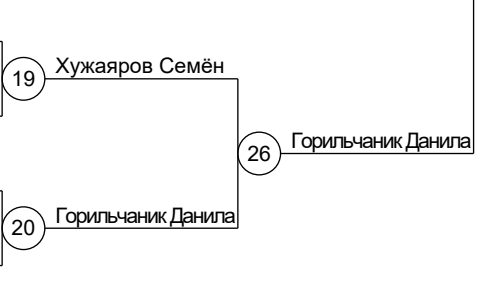 19
Хужаяров Семён
26
Горильчаник Данила
20
Горильчаник Данила